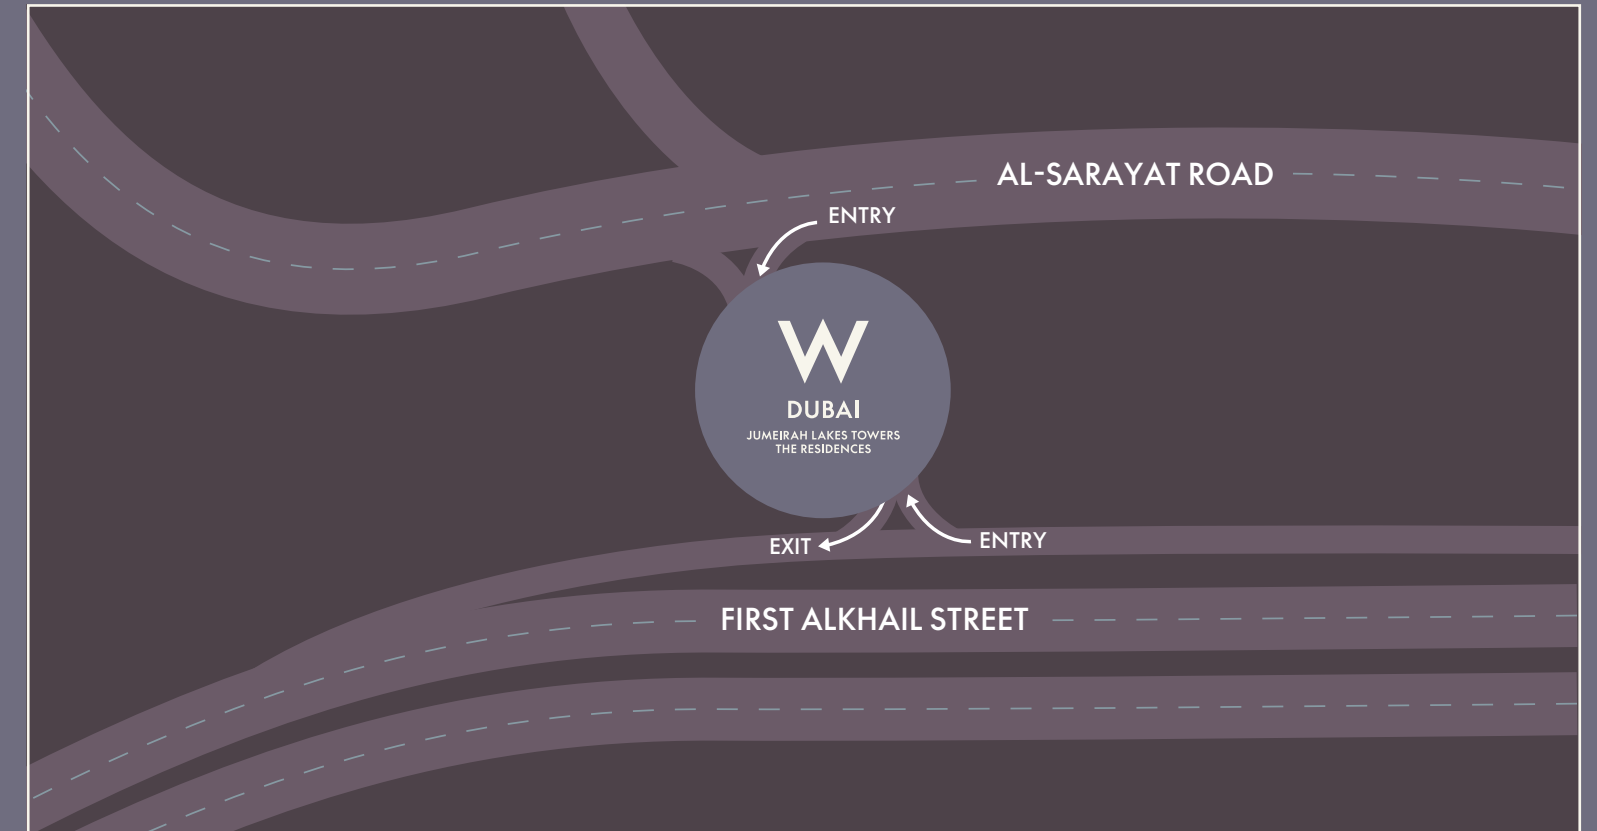 AL-SARAYAT ROAD
ENTRY
W
DUBAI
JUMEIRAH LAKES TOWERS
THE RESIDENCES
EXIT
ENTRY
FIRST ALKHAIL STREET